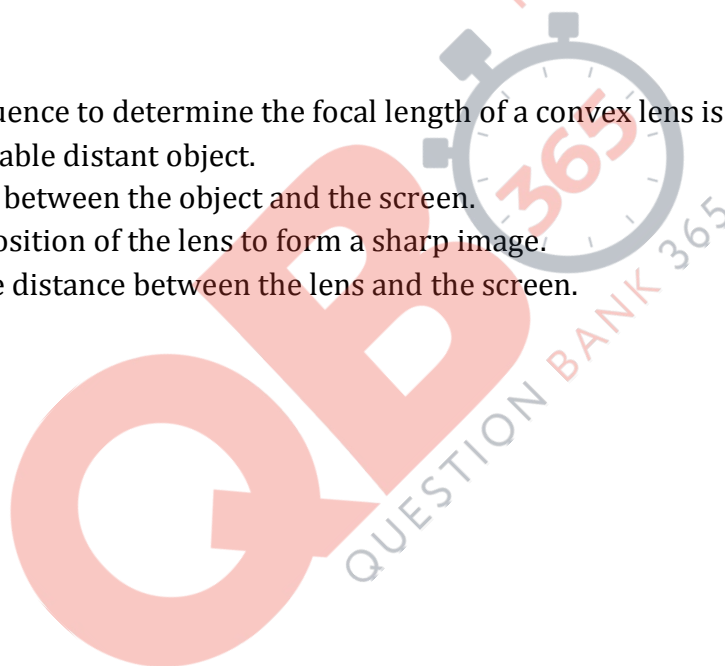 uence to determine the focal length of a convex lens is
able distant object.
between the object and the screen.
osition of the lens to form a sharp image.
e distance between the lens and the screen.
365
QB
QUESTION BANK 365